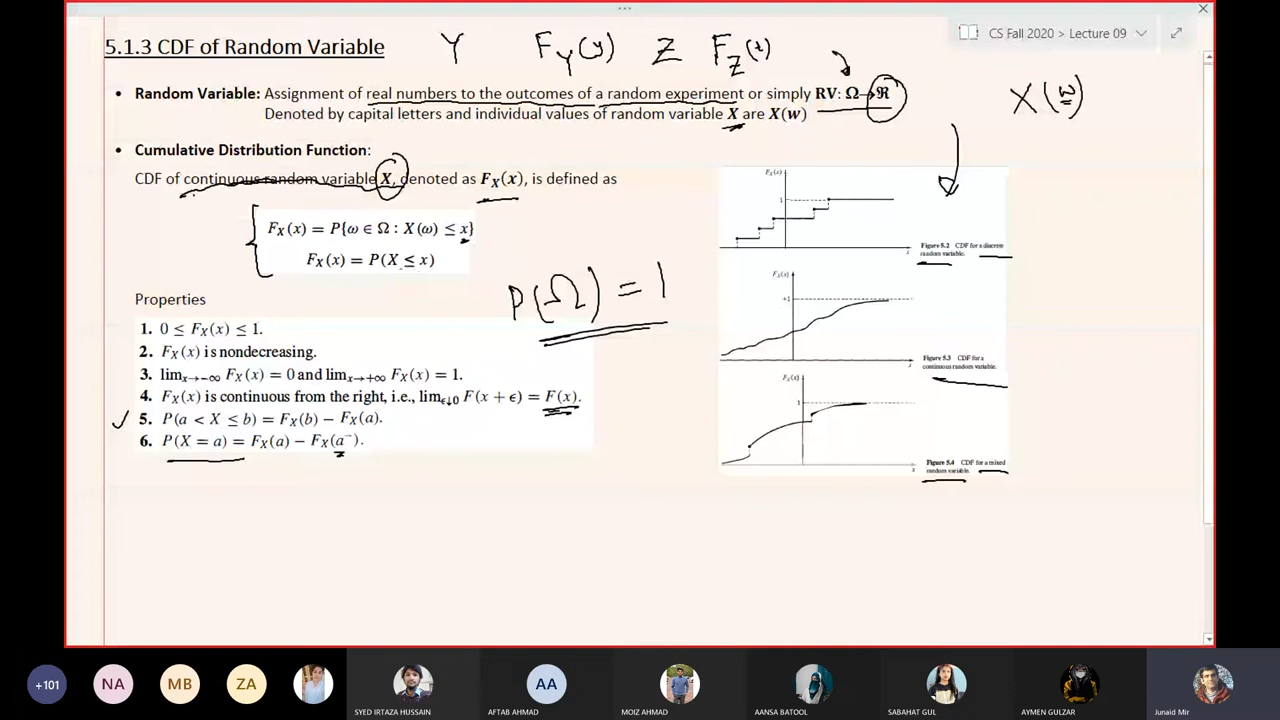 CS Fall 2020 > Lecture 09
5.1.3 CDF of Random Variable
Y F_Y(y) Z F_Z(z)
• Random Variable: Assignment of real numbers to the outcomes of a random experiment or simply RV: Ω→ℜ
Denoted by capital letters and individual values of random variable X are X(w)
X(w)
• Cumulative Distribution Function:
CDF of continuous random variable X, denoted as F_X(x), is defined as
F_X(x) = P{ω ∈ Ω : X(ω) ≤ x}
F_X(x) = P(X ≤ x)
P(Ω) = 1
Properties
1. 0 ≤ F_X(x) ≤ 1.
2. F_X(x) is nondecreasing.
3. lim_{x→−∞} F_X(x) = 0 and lim_{x→+∞} F_X(x) = 1.
4. F_X(x) is continuous from the right, i.e., lim_{ϵ↓0} F(x + ϵ) = F(x).
5. P(a < X ≤ b) = F_X(b) − F_X(a).
6. P(X = a) = F_X(a) − F_X(a⁻).
F_X(x)
1
x
Figure 5.2 CDF for a discrete
random variable.
F_X(x)
+1
x
Figure 5.3 CDF for a
continuous random variable.
F_X(x)
1
x
Figure 5.4 CDF for a mixed
random variable.
+101
NA
MB
ZA
SYED IRTAZA HUSSAIN
AA
AFTAB AHMAD
MOIZ AHMAD
AANSA BATOOL
SABAHAT GUL
AYMEN GULZAR
Junaid Mir